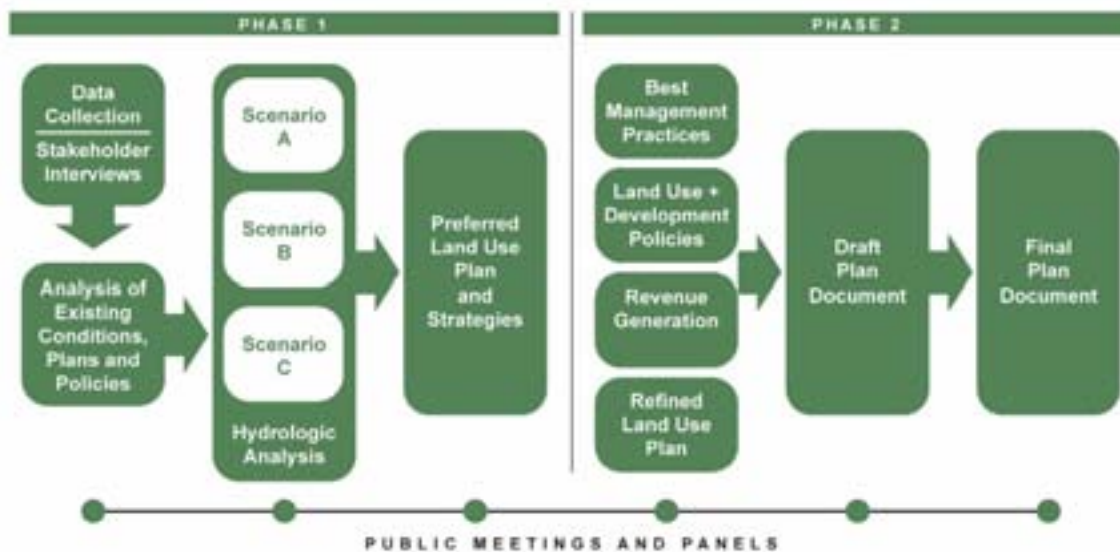 PHASE 1
Data
Collection
Stakeholder
Interviews
Analysis of
Existing
Conditions,
Plans and
Policies
Scenario
A
Scenario
B
Scenario
C
Hydrologic
Analysis
Preferred
Land Use
Plan
and
Strategies
PHASE 2
Best
Management
Practices
Land Use +
Development
Policies
Revenue
Generation
Refined
Land Use
Plan
Draft
Plan
Document
Final
Plan
Document
PUBLIC MEETINGS AND PANELS